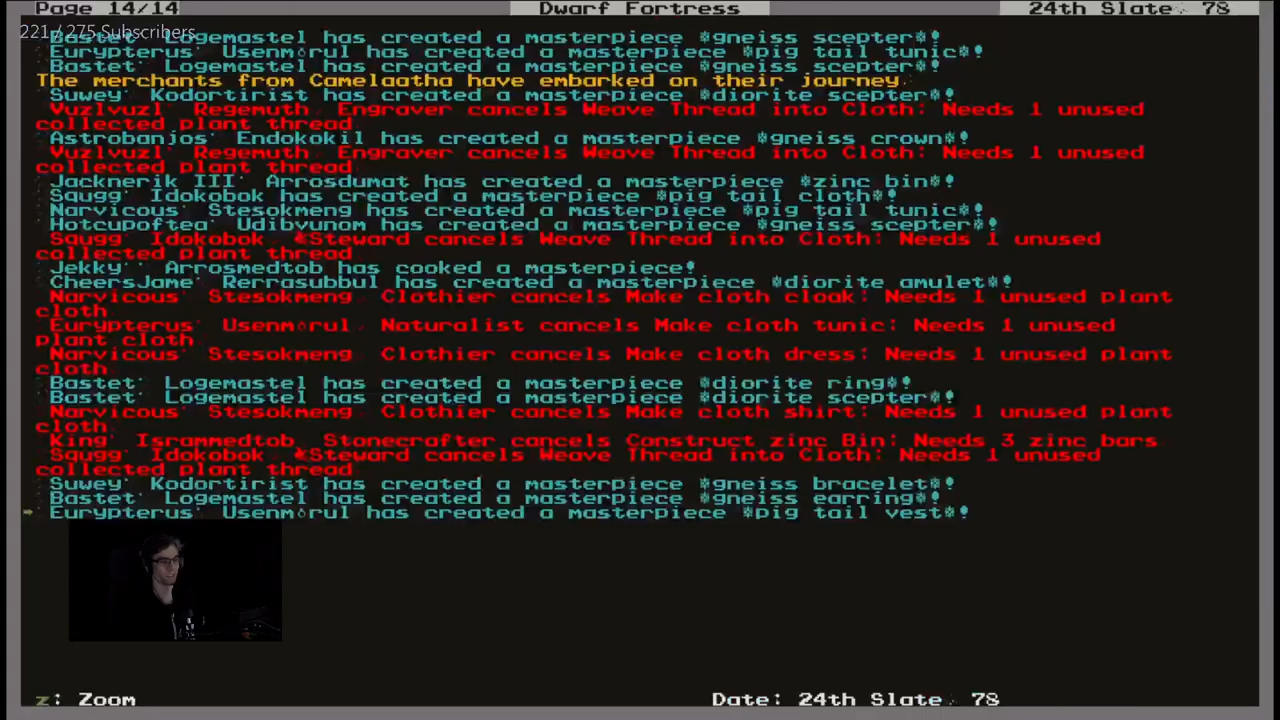 Page 14/14 Dwarf Fortress 24th Slate 78
221 / 275 Subscribers
Bastet Logemastel has created a masterpiece *gneiss scepter*!
Eurypterus Usenmòrul has created a masterpiece *pig tail tunic*!
Bastet Logemastel has created a masterpiece *gneiss scepter*!
The merchants from Camelaatha have embarked on their journey.
Suwey Kodortirist has created a masterpiece *diorite scepter*!
Vuzlvuzl Regemuth, Engraver cancels Weave Thread into Cloth: Needs 1 unused
collected plant thread
Astrobanjos Endokokil has created a masterpiece *gneiss crown*!
Vuzlvuzl Regemuth, Engraver cancels Weave Thread into Cloth: Needs 1 unused
collected plant thread
Jacknerik III Arrosdumat has created a masterpiece *zinc bin*!
Squgg Idokobok has created a masterpiece *pig tail cloth*!
Narvicous Stesokmeng has created a masterpiece *pig tail tunic*!
Hotcupoftea Udibvunom has created a masterpiece *gneiss scepter*!
Squgg Idokobok, Steward cancels Weave Thread into Cloth: Needs 1 unused
collected plant thread
Jekky Arrosmedtob has cooked a masterpiece!
CheersJame Rerrasubbul has created a masterpiece *diorite amulet*!
Narvicous Stesokmeng, Clothier cancels Make cloth cloak: Needs 1 unused plant
cloth
Eurypterus Usenmòrul, Naturalist cancels Make cloth tunic: Needs 1 unused
plant cloth
Narvicous Stesokmeng, Clothier cancels Make cloth dress: Needs 1 unused plant
cloth
Bastet Logemastel has created a masterpiece *diorite ring*!
Bastet Logemastel has created a masterpiece *diorite scepter*!
Narvicous Stesokmeng, Clothier cancels Make cloth shirt: Needs 1 unused plant
cloth
King Isrammedtob, Stonecrafter cancels Construct zinc Bin: Needs 3 zinc bars
Squgg Idokobok, Steward cancels Weave Thread into Cloth: Needs 1 unused
collected plant thread
Suwey Kodortirist has created a masterpiece *gneiss bracelet*!
Bastet Logemastel has created a masterpiece *gneiss earring*!
Eurypterus Usenmòrul has created a masterpiece *pig tail vest*!
z: Zoom Date: 24th Slate, 78